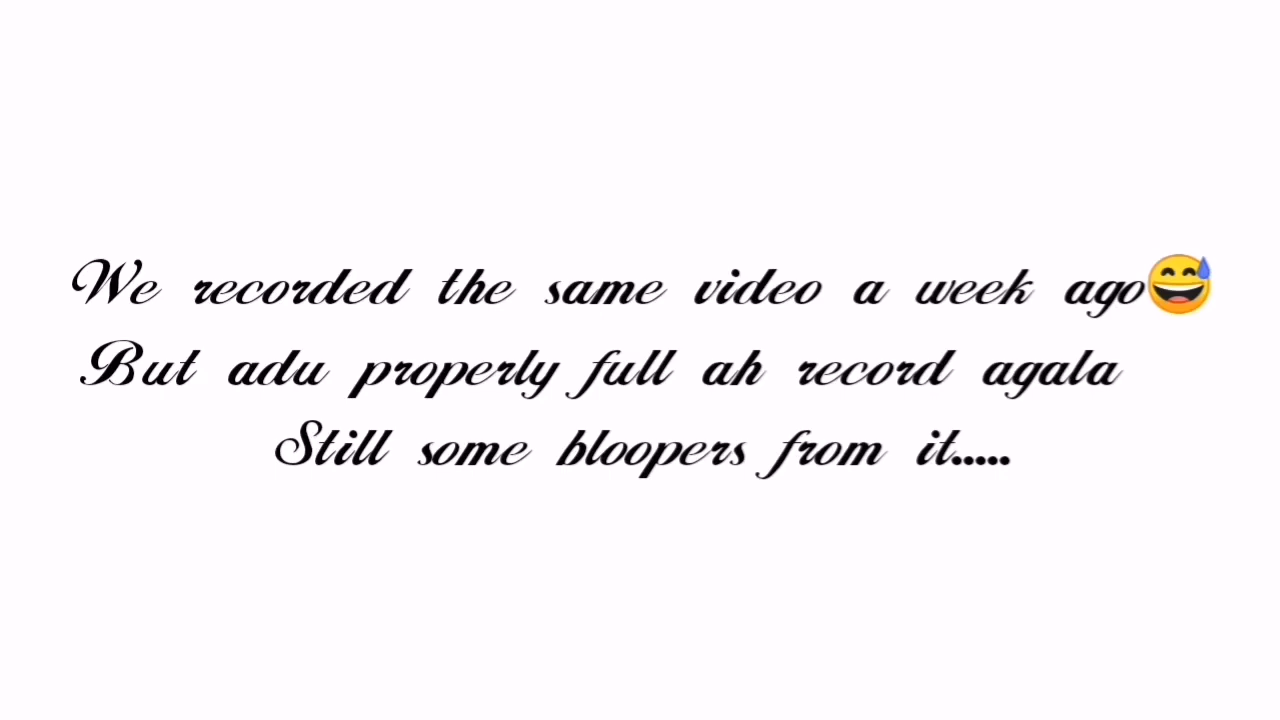 We recorded the same video a week ago😅
But adu properly full ah record agala
Still some bloopers from it.....